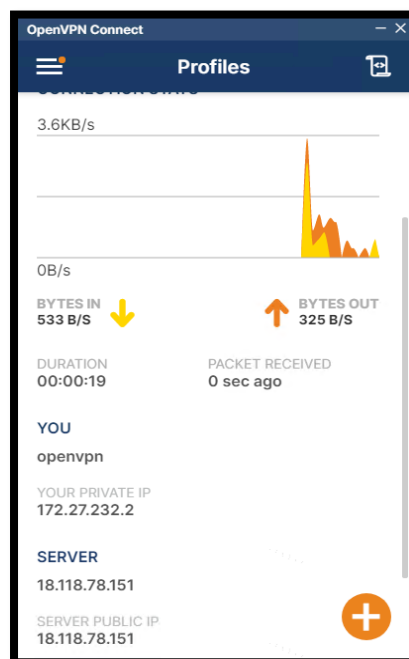 OpenVPN Connect
Profiles
CONNECTION STATS
3.6KB/s
0B/s
BYTES IN
533 B/S
BYTES OUT
325 B/S
DURATION
00:00:19
PACKET RECEIVED
0 sec ago
YOU
openvpn
YOUR PRIVATE IP
172.27.232.2
SERVER
18.118.78.151
SERVER PUBLIC IP
18.118.78.151